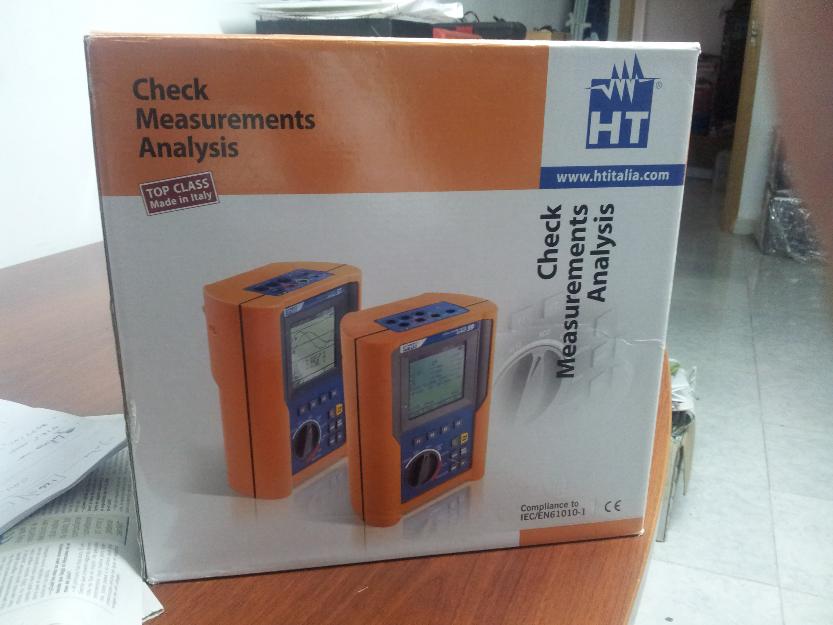 Check
Measurements
Analysis
TOP CLASS
Made in Italy
HT
®
www.htitalia.com
Check
Measurements
Analysis
Compliance to
IEC/EN61010-1
CE